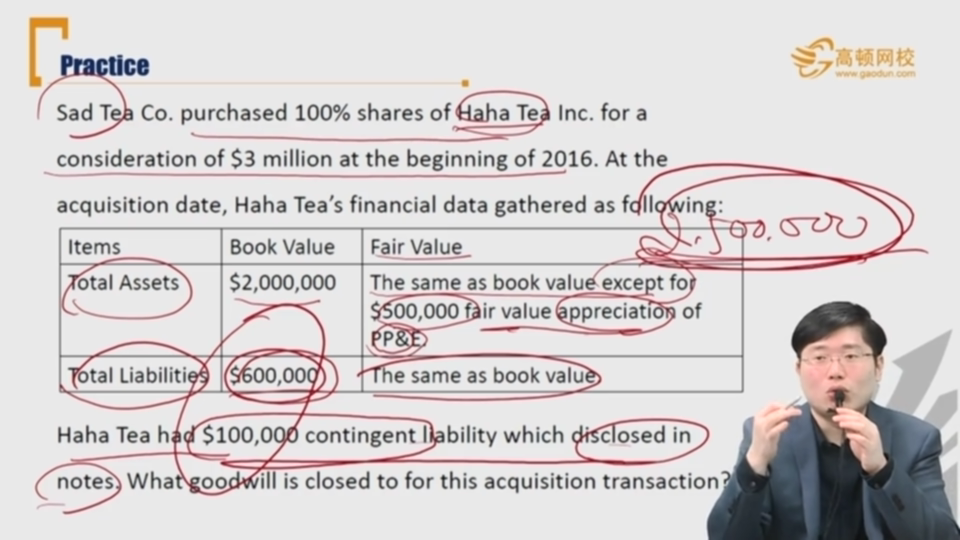 Practice
高顿网校
www.gaodun.com
Sad Tea Co. purchased 100% shares of Haha Tea Inc. for a
consideration of $3 million at the beginning of 2016. At the
acquisition date, Haha Tea's financial data gathered as following:
2.500.000
Items Book Value Fair Value
Total Assets $2,000,000 The same as book value except for
$500,000 fair value appreciation of
PP&E.
Total Liabilities $600,000 The same as book value
Haha Tea had $100,000 contingent liability which disclosed in
notes. What goodwill is closed to for this acquisition transaction?